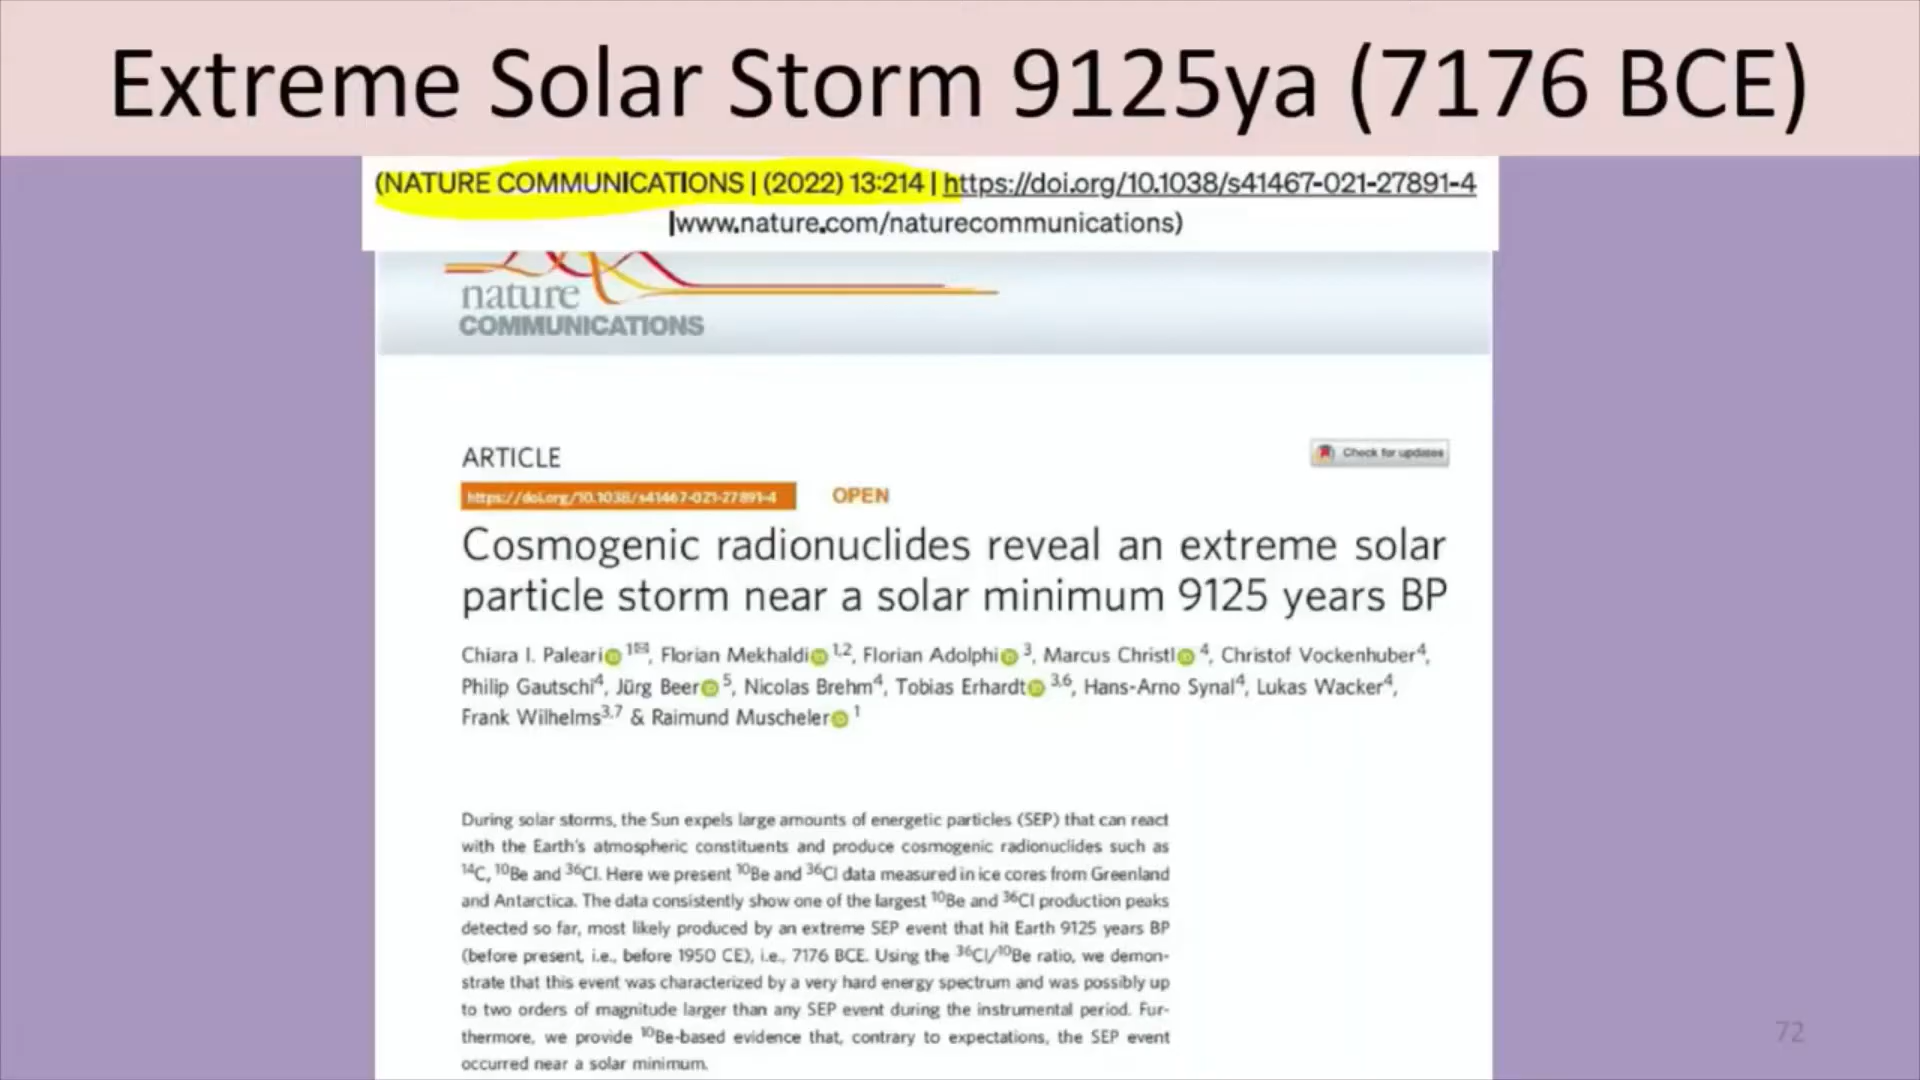 Extreme Solar Storm 9125ya (7176 BCE)
(NATURE COMMUNICATIONS | (2022) 13:214 | https://doi.org/10.1038/s41467-021-27891-4
|www.nature.com/naturecommunications)
nature
COMMUNICATIONS
ARTICLE
Check for updates
https://doi.org/10.1038/s41467-021-27891-4 OPEN
Cosmogenic radionuclides reveal an extreme solar
particle storm near a solar minimum 9125 years BP
Chiara I. Paleari 1✉, Florian Mekhaldi 1,2, Florian Adolphi 3, Marcus Christl 4, Christof Vockenhuber4,
Philip Gautschi4, Jürg Beer 5, Nicolas Brehm4, Tobias Erhardt 3,6, Hans-Arno Synal4, Lukas Wacker4,
Frank Wilhelms3,7 & Raimund Muscheler 1
During solar storms, the Sun expels large amounts of energetic particles (SEP) that can react
with the Earth's atmospheric constituents and produce cosmogenic radionuclides such as
14C, 10Be and 36Cl. Here we present 10Be and 36Cl data measured in ice cores from Greenland
and Antarctica. The data consistently show one of the largest 10Be and 36Cl production peaks
detected so far, most likely produced by an extreme SEP event that hit Earth 9125 years BP
(before present, i.e., before 1950 CE), i.e., 7176 BCE. Using the 36Cl/10Be ratio, we demon-
strate that this event was characterized by a very hard energy spectrum and was possibly up
to two orders of magnitude larger than any SEP event during the instrumental period. Fur-
thermore, we provide 10Be-based evidence that, contrary to expectations, the SEP event
occurred near a solar minimum.
72